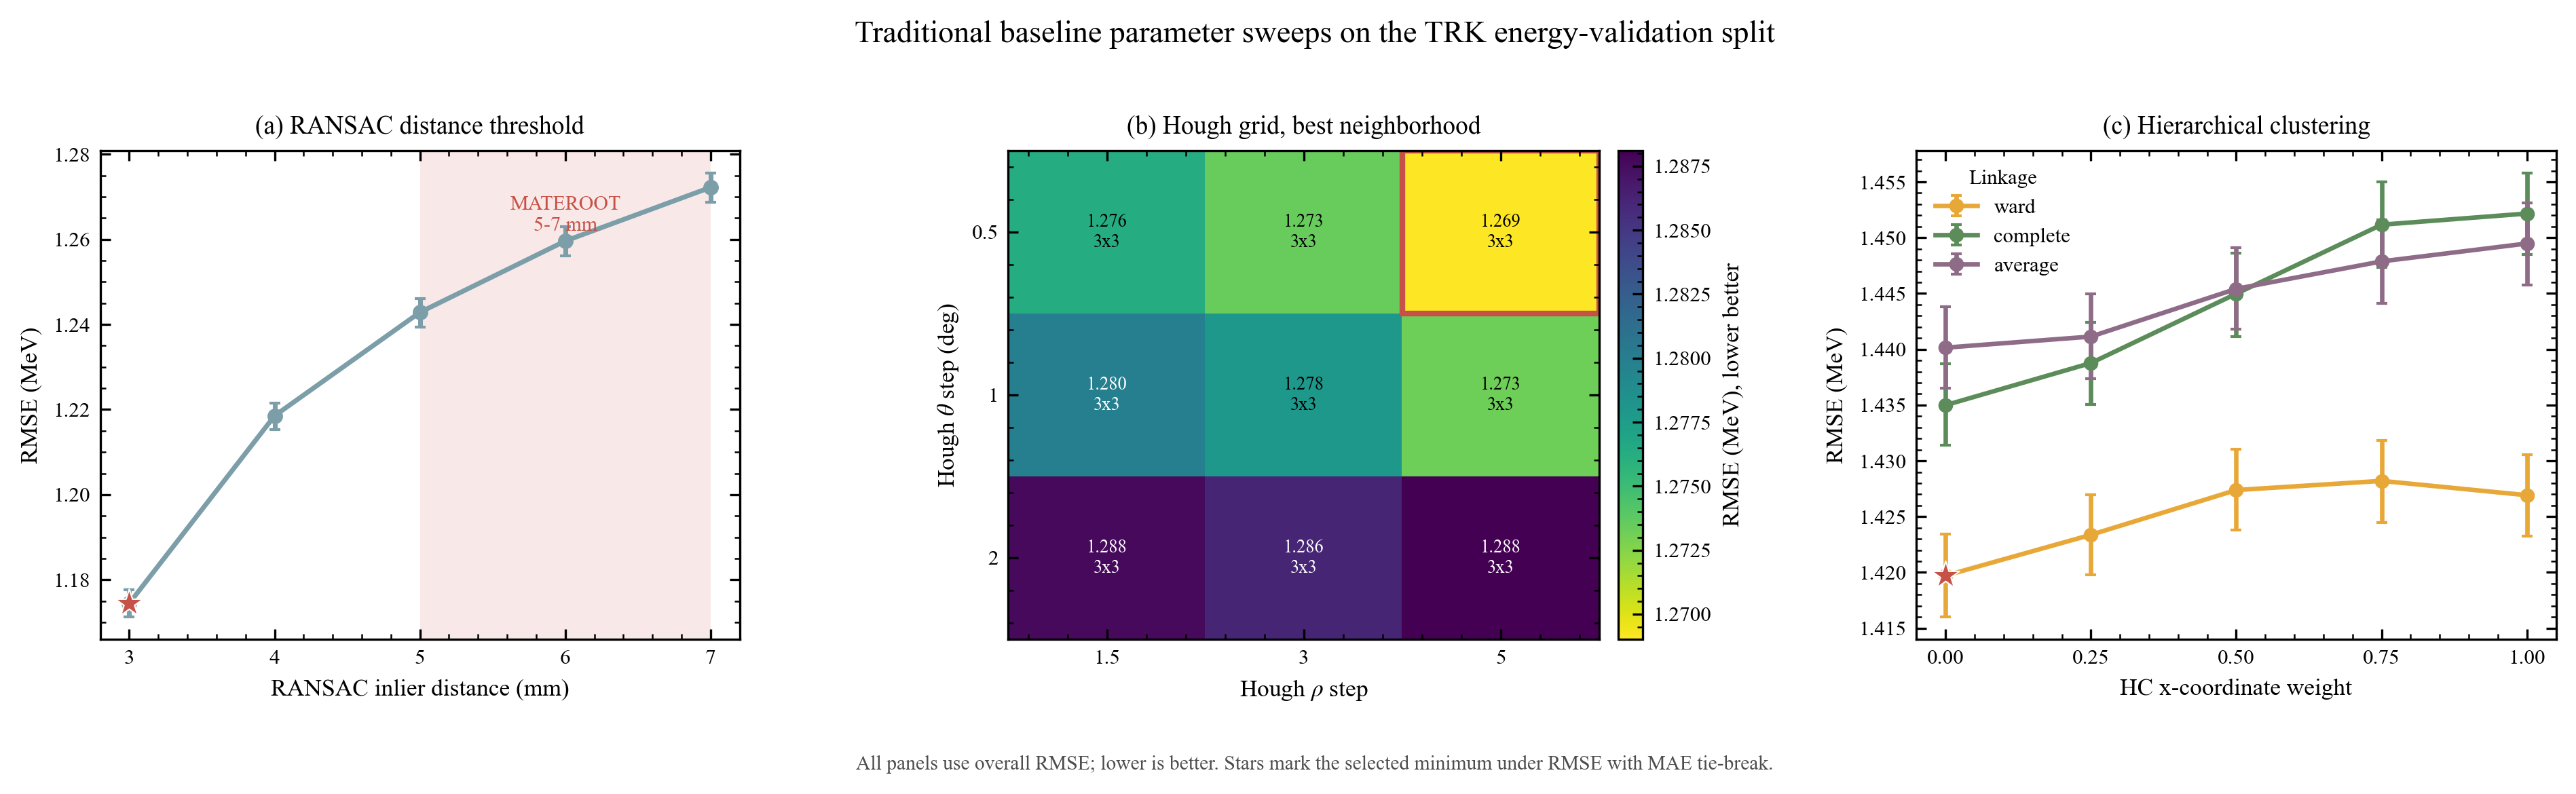 Traditional baseline parameter sweeps on the TRK energy-validation split
(a) RANSAC distance threshold
RMSE (MeV)
1.28
1.26
1.24
1.22
1.20
1.18
MATEROOT
5-7 mm
3
4
5
6
7
RANSAC inlier distance (mm)
(b) Hough grid, best neighborhood
Hough θ step (deg)
0.5
1
2
1.276
3x3
1.273
3x3
1.269
3x3
1.280
3x3
1.278
3x3
1.273
3x3
1.288
3x3
1.286
3x3
1.288
3x3
1.5
3
5
Hough ρ step
1.2875
1.2850
1.2825
1.2800
1.2775
1.2750
1.2725
1.2700
RMSE (MeV), lower better
(c) Hierarchical clustering
RMSE (MeV)
1.455
1.450
1.445
1.440
1.435
1.430
1.425
1.420
1.415
Linkage
ward
complete
average
0.00
0.25
0.50
0.75
1.00
HC x-coordinate weight
All panels use overall RMSE; lower is better. Stars mark the selected minimum under RMSE with MAE tie-break.